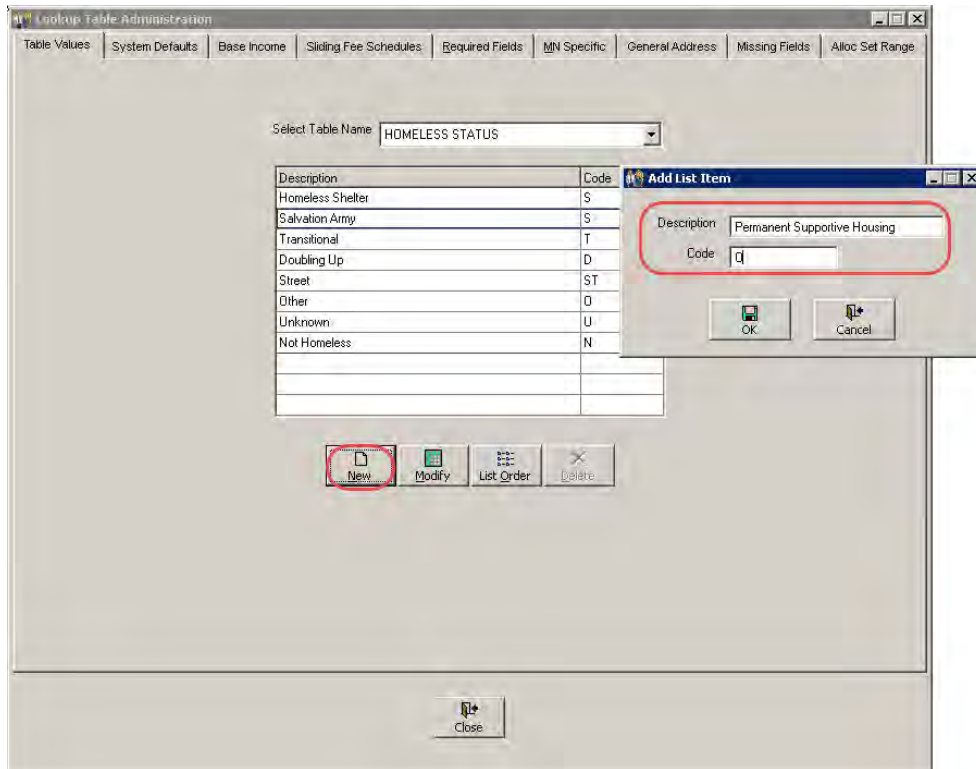 Lookup Table Administration
Table Values System Defaults Base Income Sliding Fee Schedules Required Fields MN Specific General Address Missing Fields Alloc Set Range
Select Table Name HOMELESS STATUS
Description Code
Homeless Shelter S
Salvation Army S
Transitional T
Doubling Up D
Street ST
Other O
Unknown U
Not Homeless N
Add List Item
Description Permanent Supportive Housing
Code O
OK Cancel
New Modify List Order Delete
Close